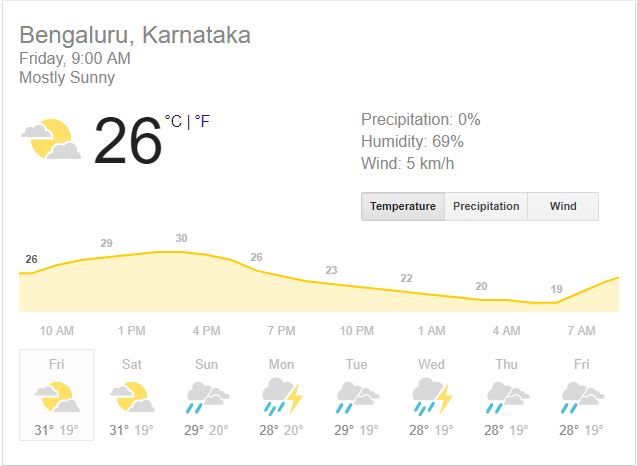 Bengaluru, Karnataka
Friday, 9:00 AM
Mostly Sunny
26 °C | °F
Precipitation: 0%
Humidity: 69%
Wind: 5 km/h
Temperature Precipitation Wind
26 29 30 26 23 22 20 19
10 AM 1 PM 4 PM 7 PM 10 PM 1 AM 4 AM 7 AM
Fri Sat Sun Mon Tue Wed Thu Fri
31° 19° 31° 19° 29° 20° 28° 20° 29° 19° 28° 19° 28° 19° 28° 19°